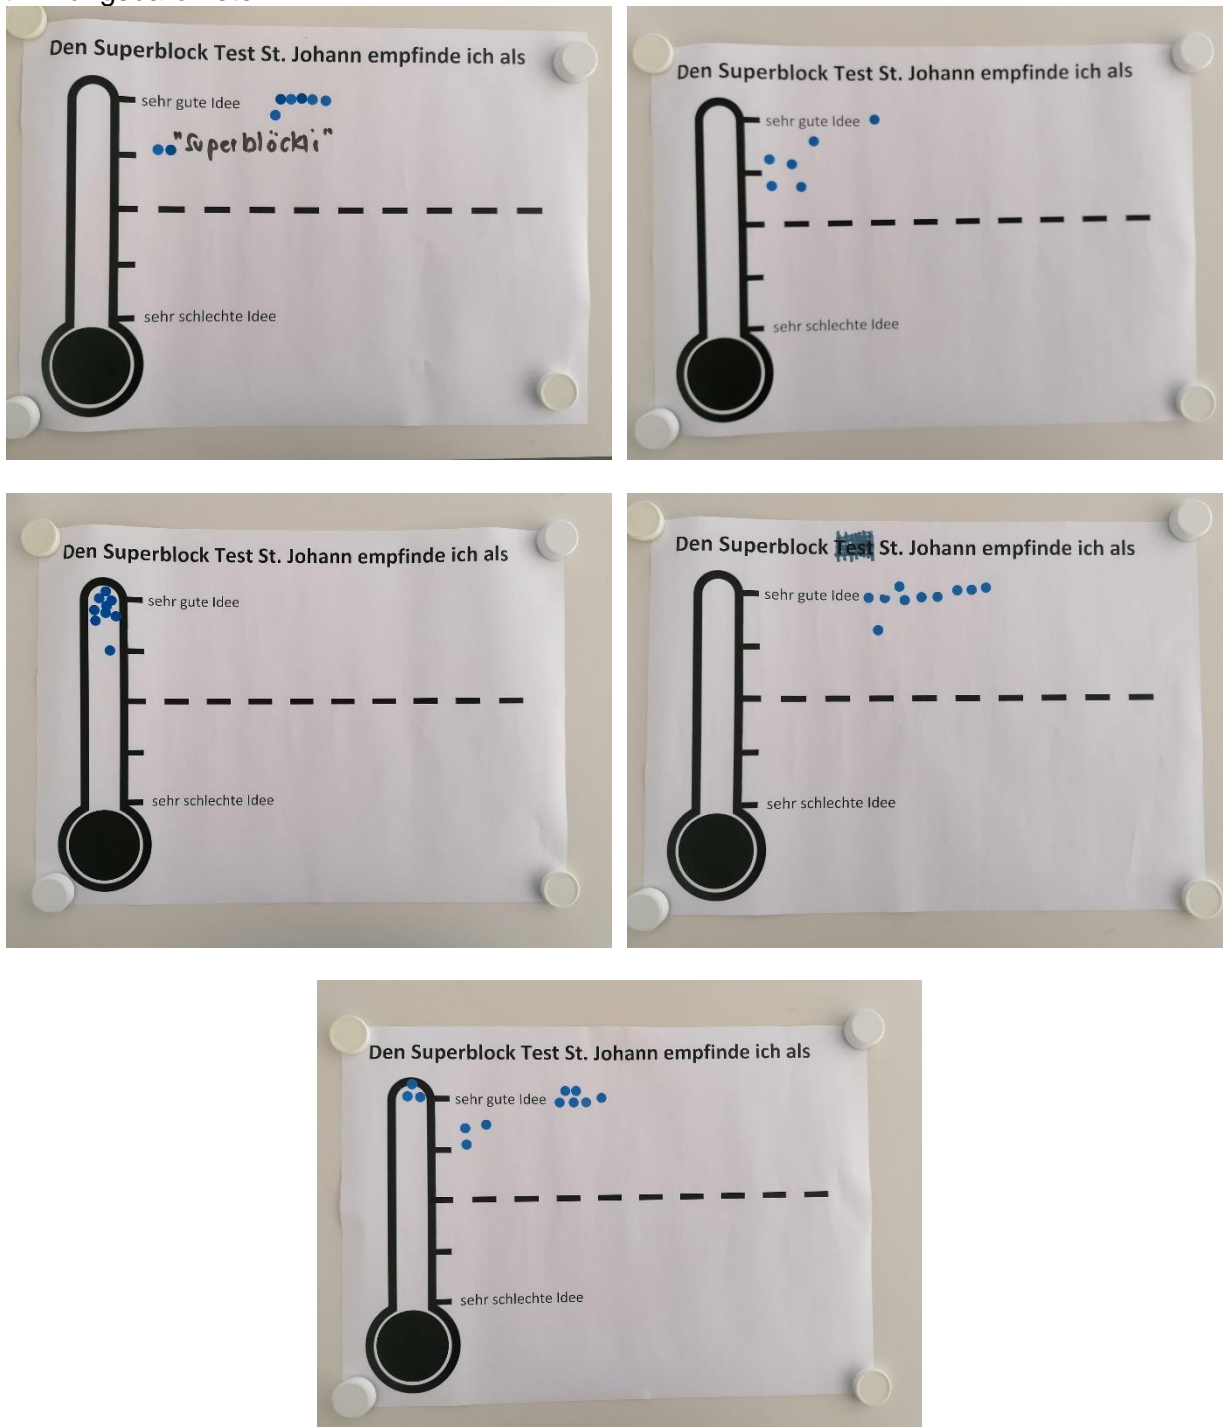 Den Superblock Test St. Johann empfinde ich als
sehr gute Idee
"Superblöckli"
sehr schlechte Idee
Den Superblock Test St. Johann empfinde ich als
sehr gute Idee
sehr schlechte Idee
Den Superblock Test St. Johann empfinde ich als
sehr gute Idee
sehr schlechte Idee
Den Superblock Test St. Johann empfinde ich als
sehr gute Idee
sehr schlechte Idee
Den Superblock Test St. Johann empfinde ich als
sehr gute Idee
sehr schlechte Idee